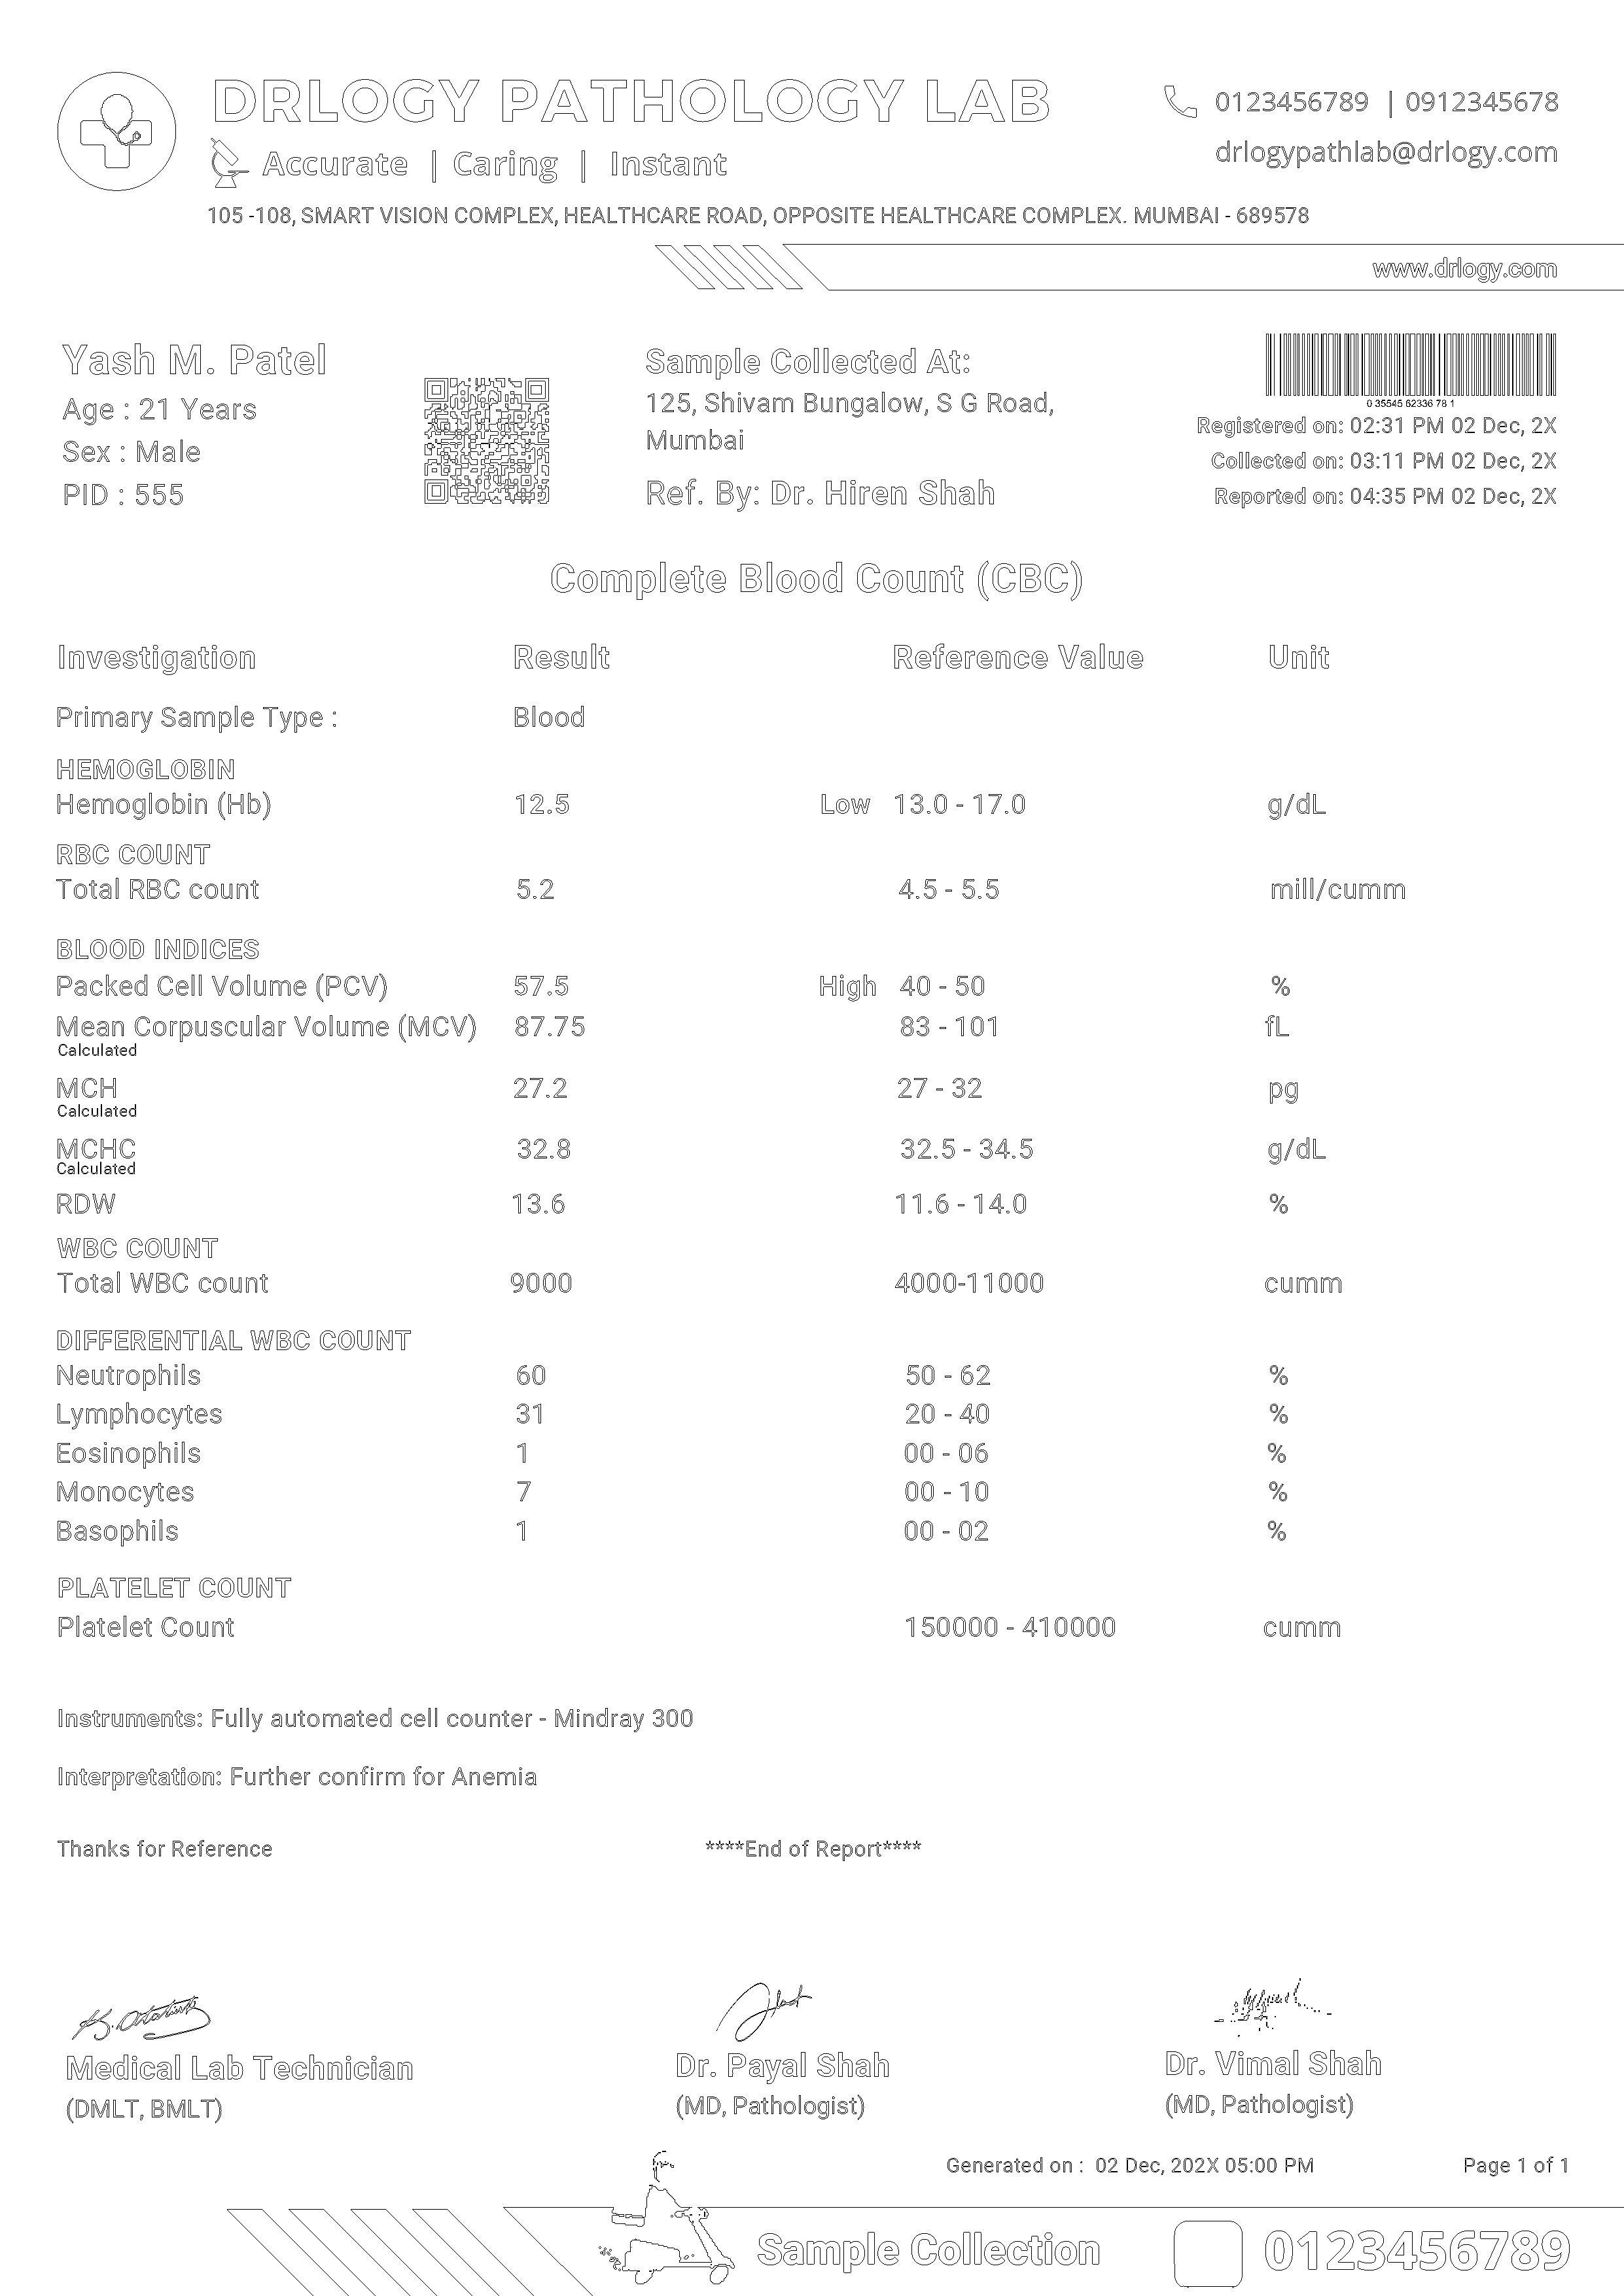 DRLOGY PATHOLOGY LAB
Accurate | Caring | Instant
0123456789 | 0912345678
drlogypathlab@drlogy.com
105 -108, SMART VISION COMPLEX, HEALTHCARE ROAD, OPPOSITE HEALTHCARE COMPLEX. MUMBAI - 689578
www.drlogy.com
Yash M. Patel
Age : 21 Years
Sex : Male
PID : 555
Sample Collected At:
125, Shivam Bungalow, S G Road,
Mumbai
Ref. By: Dr. Hiren Shah
0 35545 62336 78 1
Registered on: 02:31 PM 02 Dec, 2X
Collected on: 03:11 PM 02 Dec, 2X
Reported on: 04:35 PM 02 Dec, 2X
Complete Blood Count (CBC)
Investigation Result Reference Value Unit
Primary Sample Type : Blood
HEMOGLOBIN
Hemoglobin (Hb) 12.5 Low 13.0 - 17.0 g/dL
RBC COUNT
Total RBC count 5.2 4.5 - 5.5 mill/cumm
BLOOD INDICES
Packed Cell Volume (PCV) 57.5 High 40 - 50 %
Mean Corpuscular Volume (MCV) 87.75 83 - 101 fL
Calculated
MCH 27.2 27 - 32 pg
Calculated
MCHC 32.8 32.5 - 34.5 g/dL
Calculated
RDW 13.6 11.6 - 14.0 %
WBC COUNT
Total WBC count 9000 4000-11000 cumm
DIFFERENTIAL WBC COUNT
Neutrophils 60 50 - 62 %
Lymphocytes 31 20 - 40 %
Eosinophils 1 00 - 06 %
Monocytes 7 00 - 10 %
Basophils 1 00 - 02 %
PLATELET COUNT
Platelet Count 150000 - 410000 cumm
Instruments: Fully automated cell counter - Mindray 300
Interpretation: Further confirm for Anemia
Thanks for Reference ****End of Report****
Medical Lab Technician
(DMLT, BMLT)
Dr. Payal Shah
(MD, Pathologist)
Dr. Vimal Shah
(MD, Pathologist)
Generated on : 02 Dec, 202X 05:00 PM Page 1 of 1
Sample Collection 0123456789